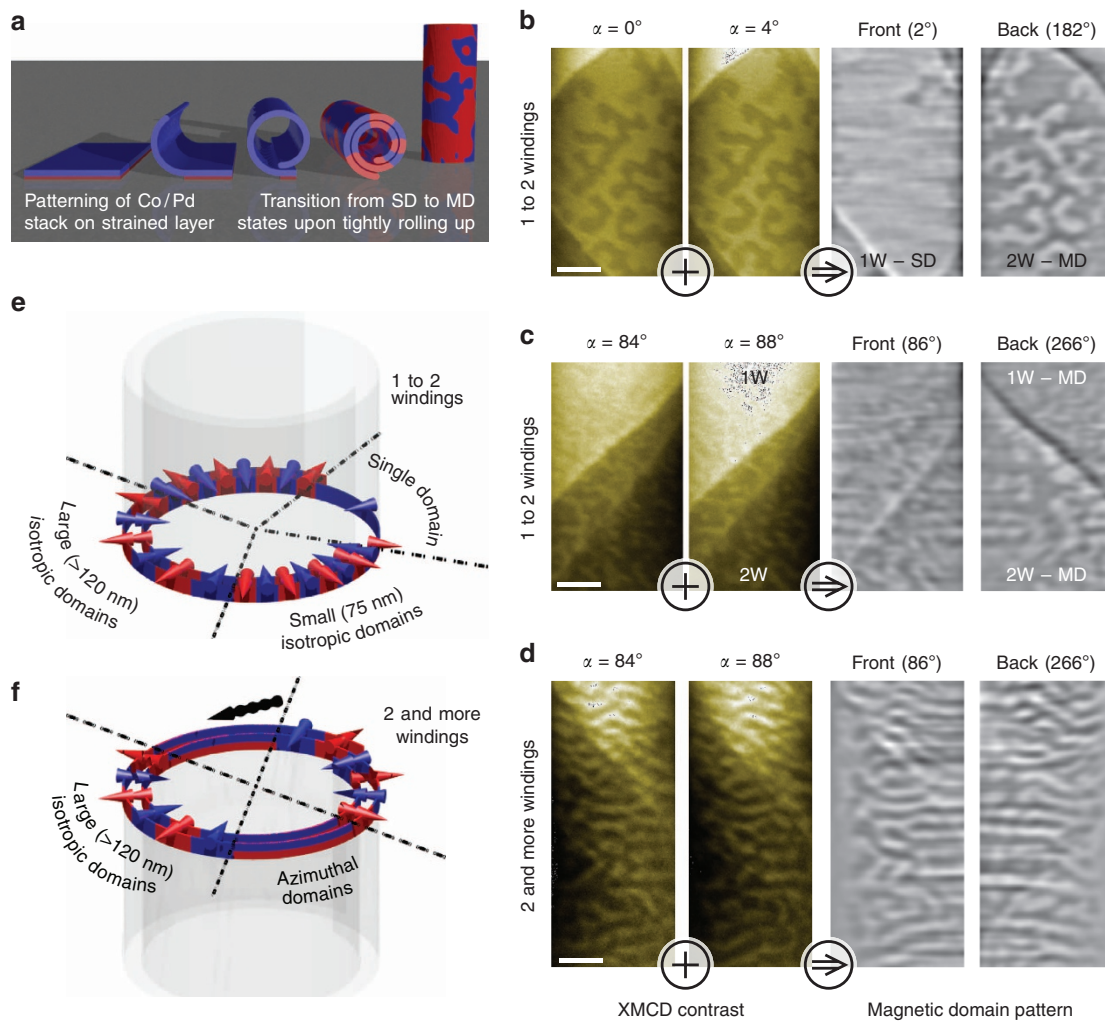 a
Patterning of Co/Pd
stack on strained layer
Transition from SD to MD
states upon tightly rolling up
b
α = 0°
α = 4°
Front (2°)
Back (182°)
1 to 2 windings
1W – SD
2W – MD
c
α = 84°
α = 88°
Front (86°)
Back (266°)
1 to 2 windings
1W
2W
1W – MD
2W – MD
d
α = 84°
α = 88°
Front (86°)
Back (266°)
2 and more windings
XMCD contrast
Magnetic domain pattern
e
1 to 2
windings
Single domain
Large (>120 nm)
isotropic domains
Small (75 nm)
isotropic domains
f
2 and more
windings
Large (>120 nm)
isotropic domains
Azimuthal
domains